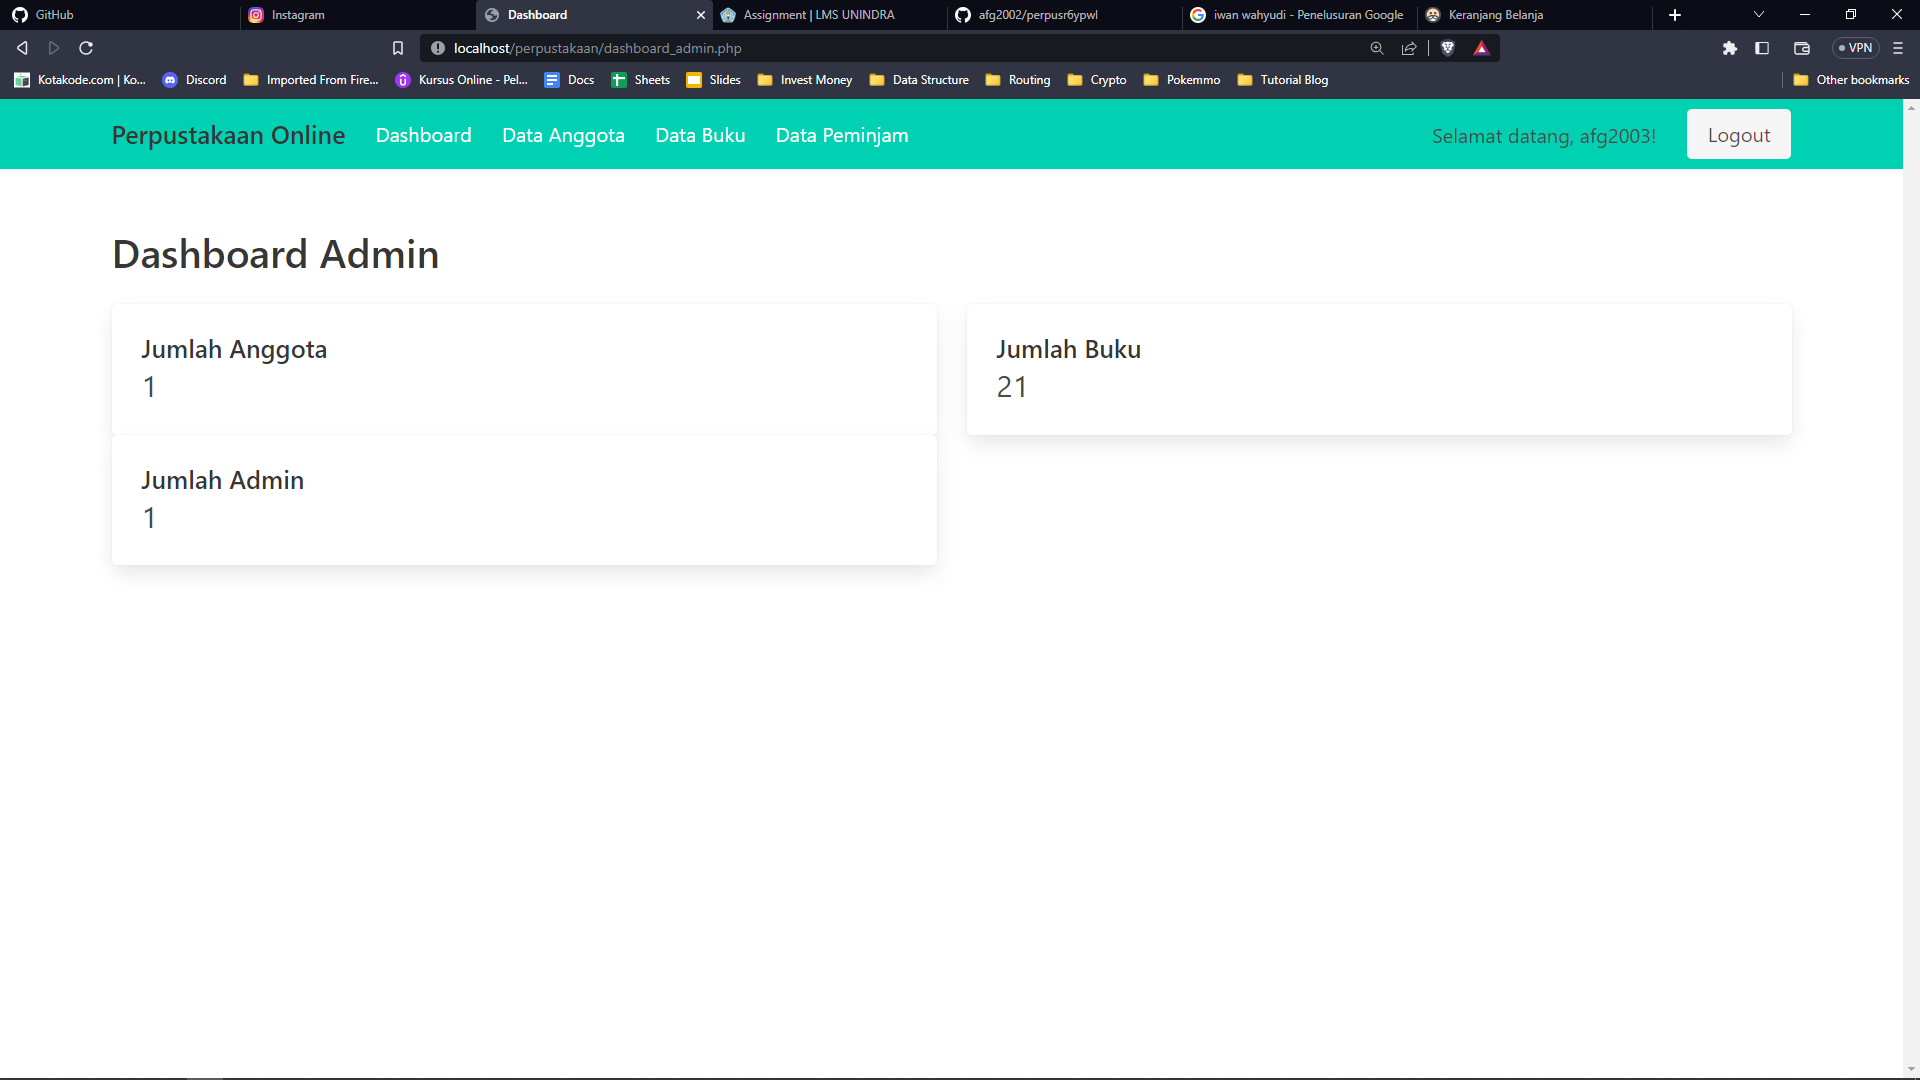 GitHub
Instagram
Dashboard
Assignment | LMS UNINDRA
afg2002/perpusr6ypwl
iwan wahyudi - Penelusuran Google
Keranjang Belanja
localhost/perpustakaan/dashboard_admin.php
VPN
Kotakode.com | Ko...
Discord
Imported From Fire...
Kursus Online - Pel...
Docs
Sheets
Slides
Invest Money
Data Structure
Routing
Crypto
Pokemmo
Tutorial Blog
Other bookmarks
Perpustakaan Online
Dashboard
Data Anggota
Data Buku
Data Peminjam
Selamat datang, afg2003!
Logout
Dashboard Admin
Jumlah Anggota
1
Jumlah Buku
21
Jumlah Admin
1